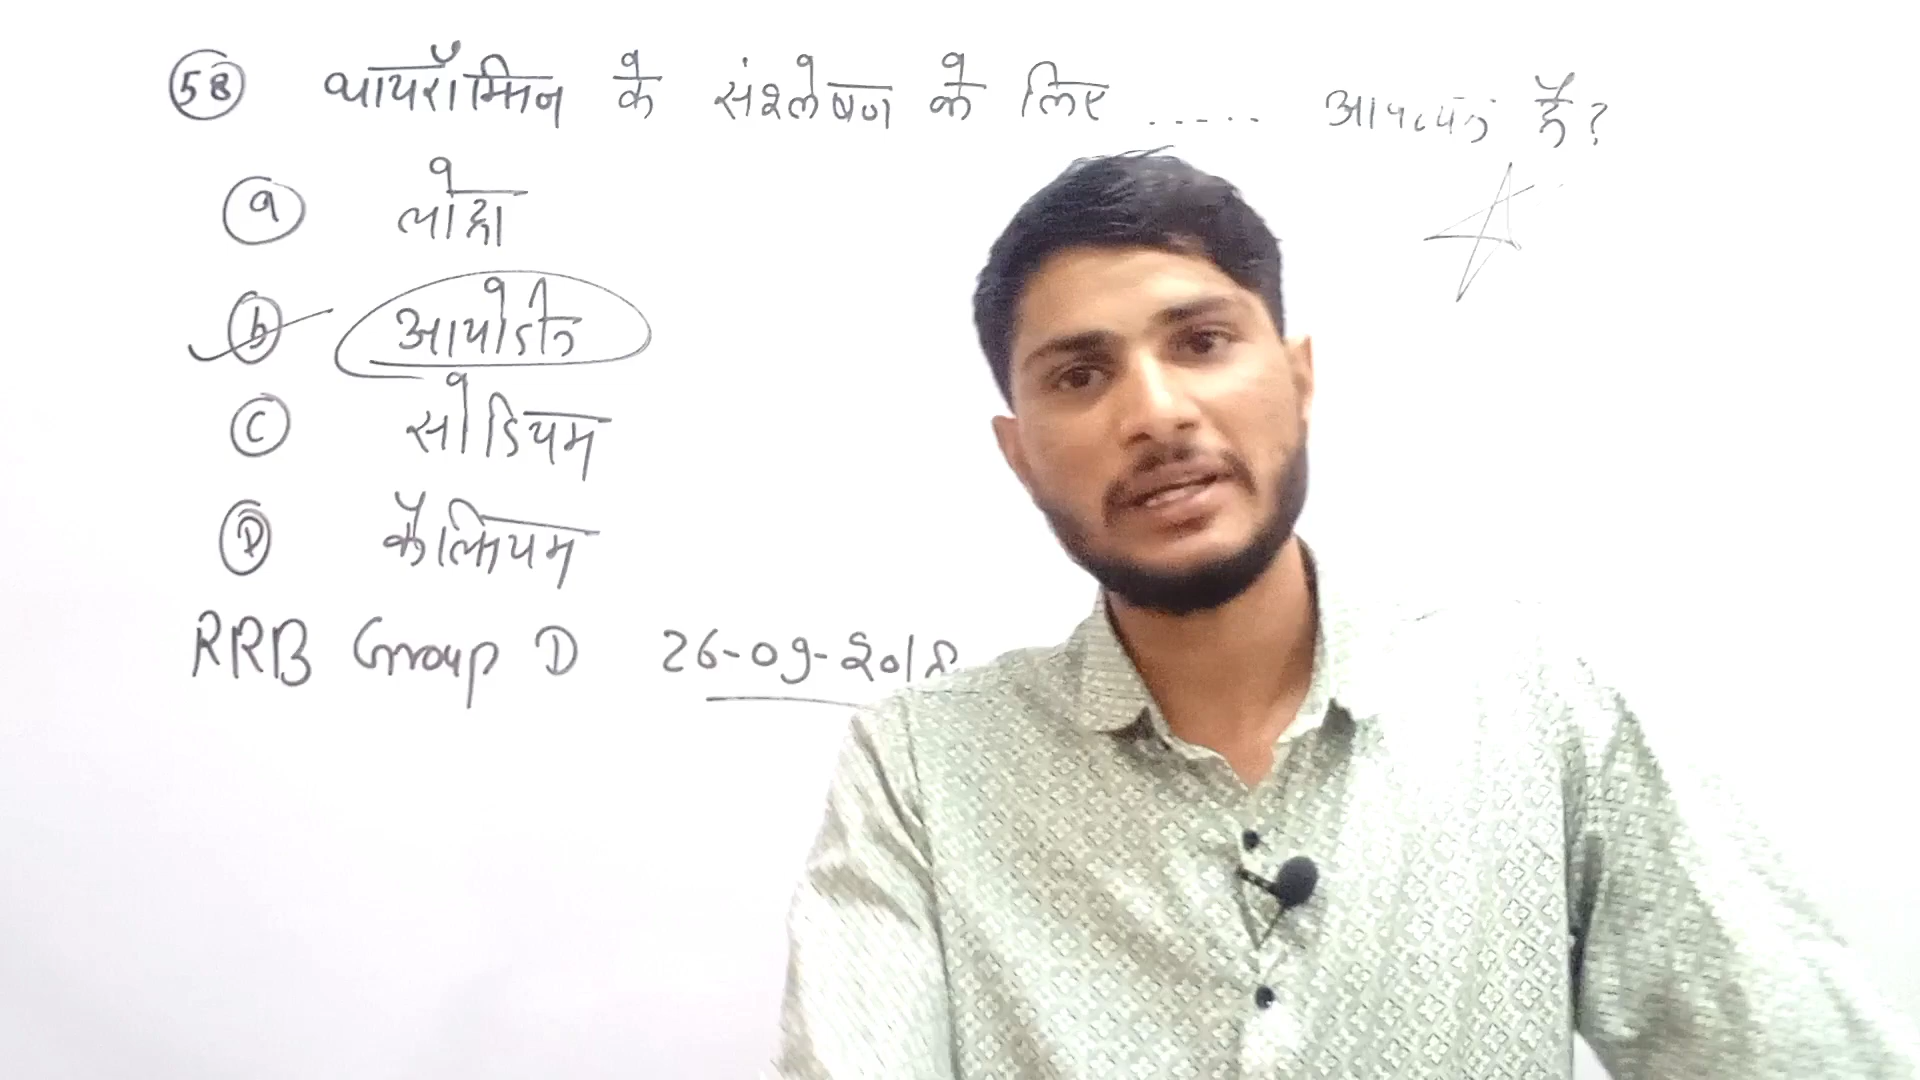 58 थायरॉक्सिन के संश्लेषण के लिए ..... आवश्यक है?
a लोहा
b आयोडीन
C सोडियम
D कैल्सियम
RRB Group D 26-09-2018